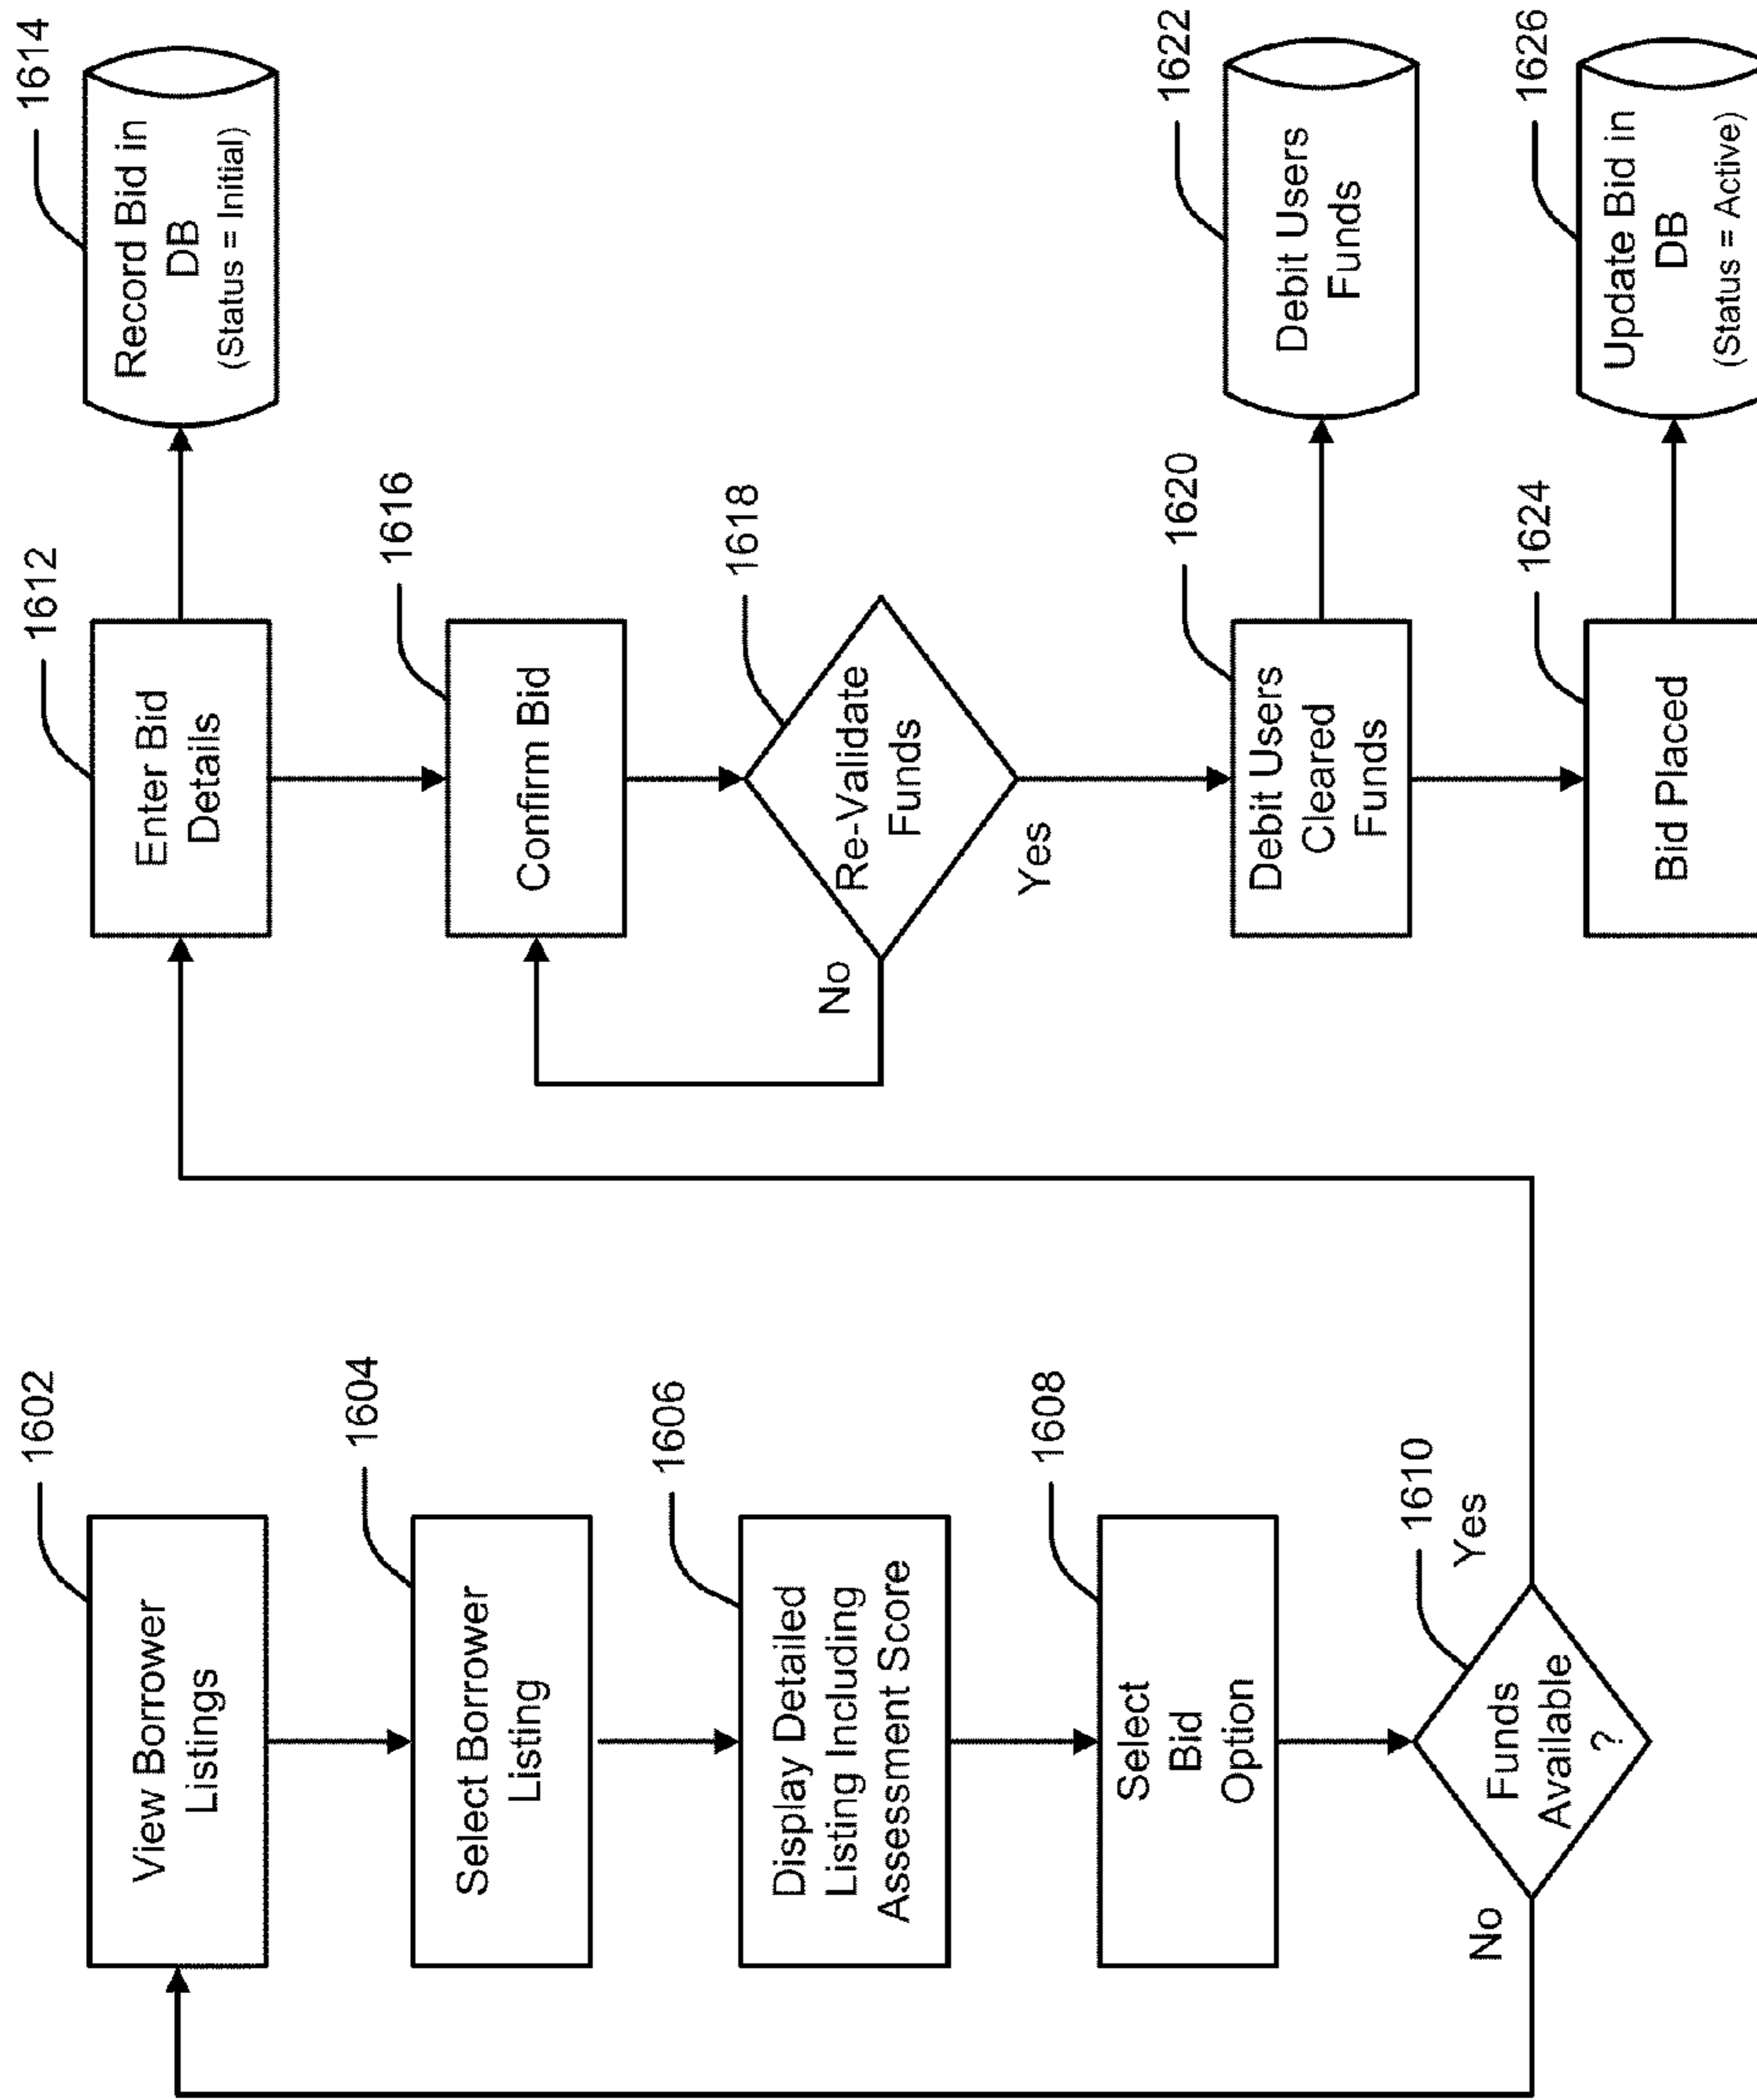 1602
View Borrower
Listings
1604
Select Borrower
Listing
1606
Display Detailed
Listing Including
Assessment Score
1608
Select
Bid
Option
1610
Funds
Available
?
No
Yes
1612
Enter Bid
Details
1614
Record Bid in
DB
(Status = Initial)
1616
Confirm Bid
1618
Re-Validate
Funds
No
Yes
1620
Debit Users
Cleared
Funds
1622
Debit Users
Funds
1624
Bid Placed
1626
Update Bid in
DB
(Status = Active)